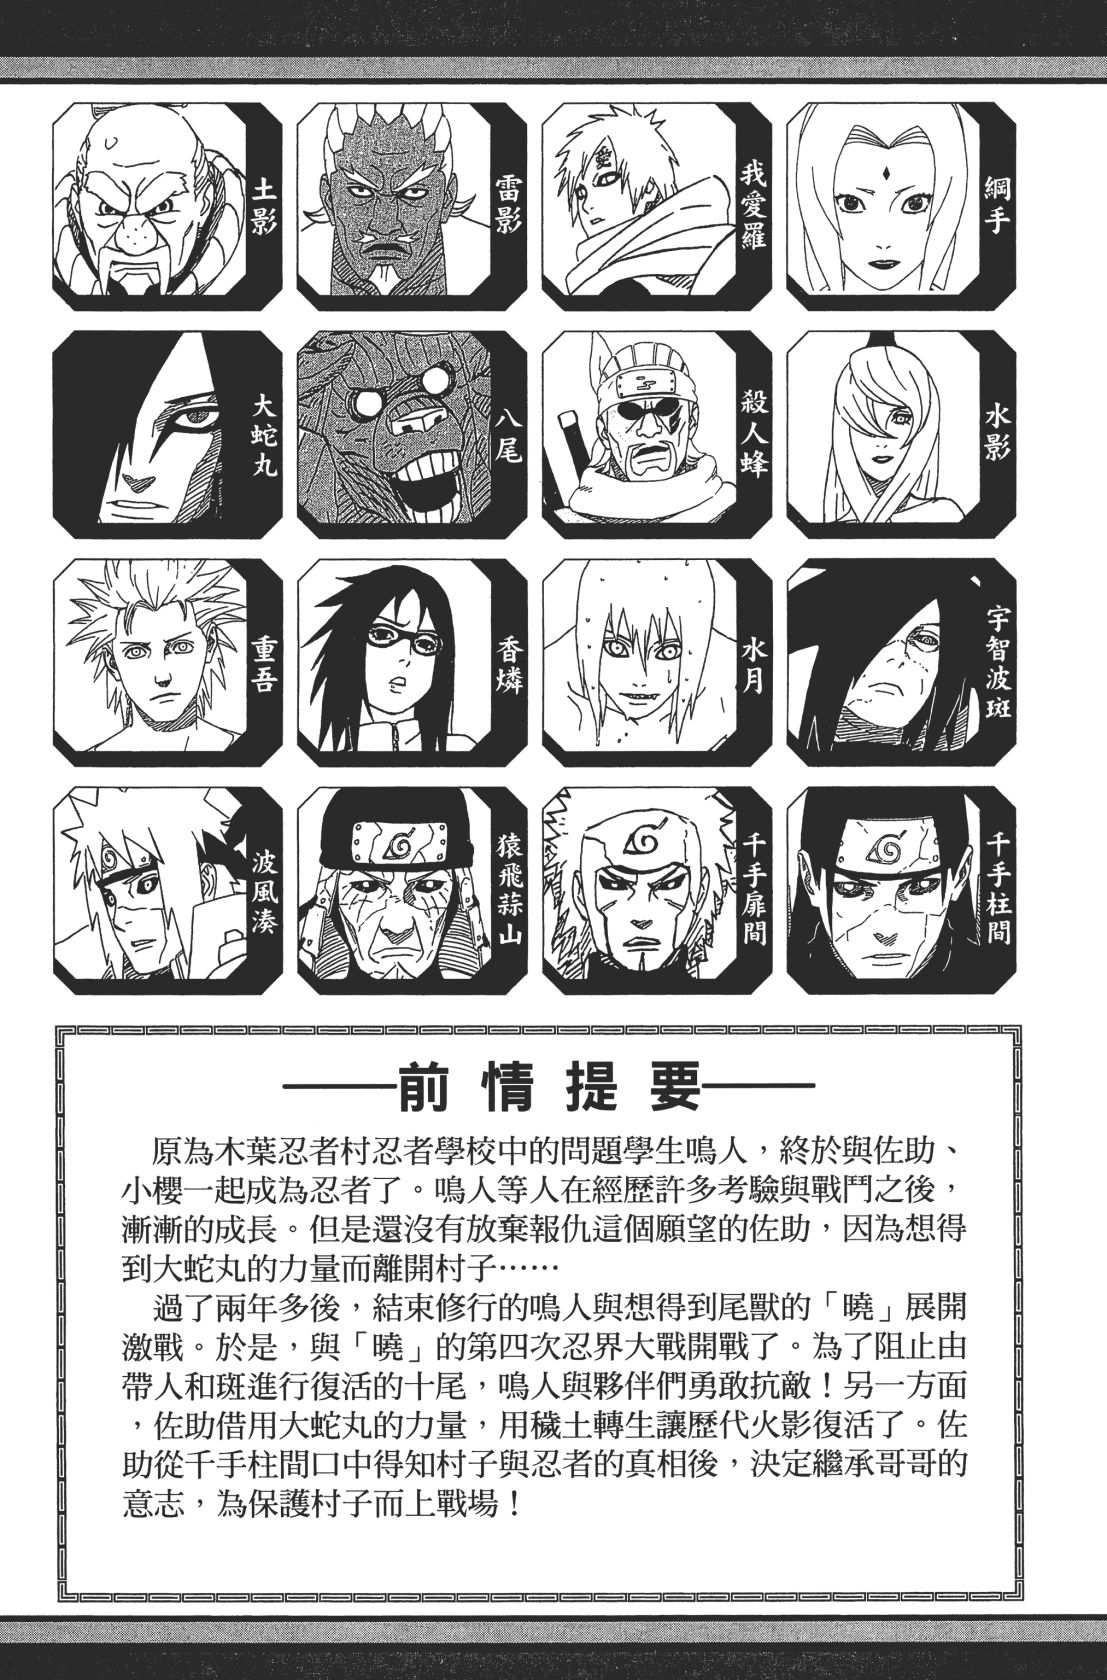 綱手
我愛羅
雷影
土影
水影
殺人蜂
八尾
大蛇丸
宇智波斑
水月
香燐
重吾
千手柱間
千手扉間
猿飛蒜山
波風湊
愛
前情提要
原為木葉忍者村忍者學校中的問題學生鳴人，終於與佐助、
小櫻一起成為忍者了。鳴人等人在經歷許多考驗與戰鬥之後，
漸漸的成長。但是還沒有放棄報仇這個願望的佐助，因為想得
到大蛇丸的力量而離開村子……
過了兩年多後，結束修行的鳴人與想得到尾獸的「曉」展開
激戰。於是，與「曉」的第四次忍界大戰開戰了。為了阻止由
帶人和斑進行復活的十尾，鳴人與夥伴們勇敢抗敵！另一方面
，佐助借用大蛇丸的力量，用穢土轉生讓歷代火影復活了。佐
助從千手柱間口中得知村子與忍者的真相後，決定繼承哥哥的
意志，為保護村子而上戰場！